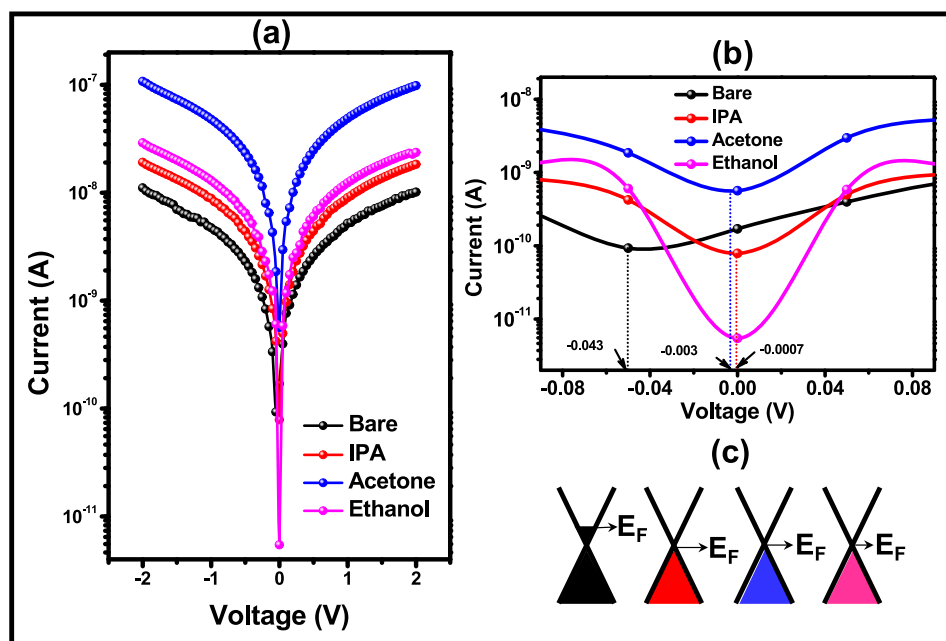 (a)
Current (A)
10⁻⁷
10⁻⁸
10⁻⁹
10⁻¹⁰
10⁻¹¹
Bare
IPA
Acetone
Ethanol
-2 -1 0 1 2
Voltage (V)
(b)
Current (A)
10⁻⁸
10⁻⁹
10⁻¹⁰
10⁻¹¹
Bare
IPA
Acetone
Ethanol
-0.043 -0.003 -0.0007
-0.08 -0.04 0.00 0.04 0.08
Voltage (V)
(c)
E_F E_F E_F E_F